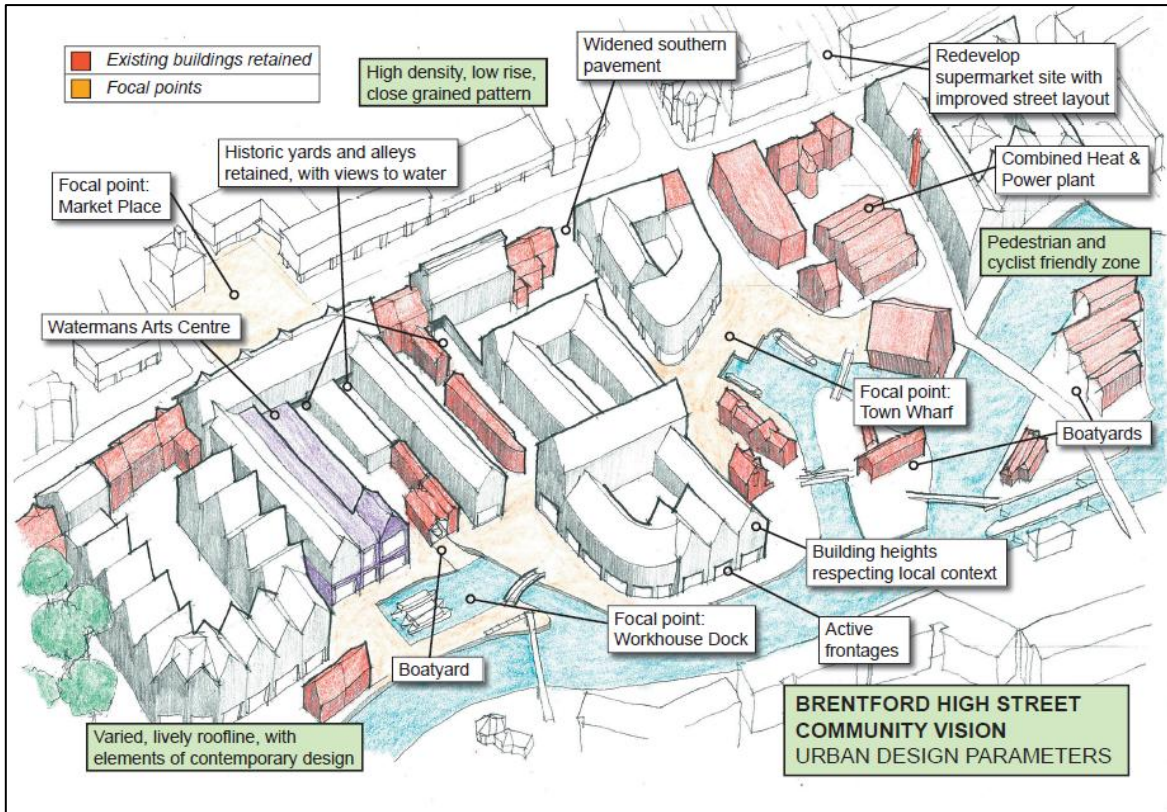 Existing buildings retained
Focal points
High density, low rise,
close grained pattern
Widened southern
pavement
Redevelop
supermarket site with
improved street layout
Historic yards and alleys
retained, with views to water
Combined Heat &
Power plant
Focal point:
Market Place
Pedestrian and
cyclist friendly zone
Watermans Arts Centre
Focal point:
Town Wharf
Boatyards
Building heights
respecting local context
Focal point:
Workhouse Dock
Active
frontages
Boatyard
Varied, lively roofline, with
elements of contemporary design
BRENTFORD HIGH STREET
COMMUNITY VISION
URBAN DESIGN PARAMETERS